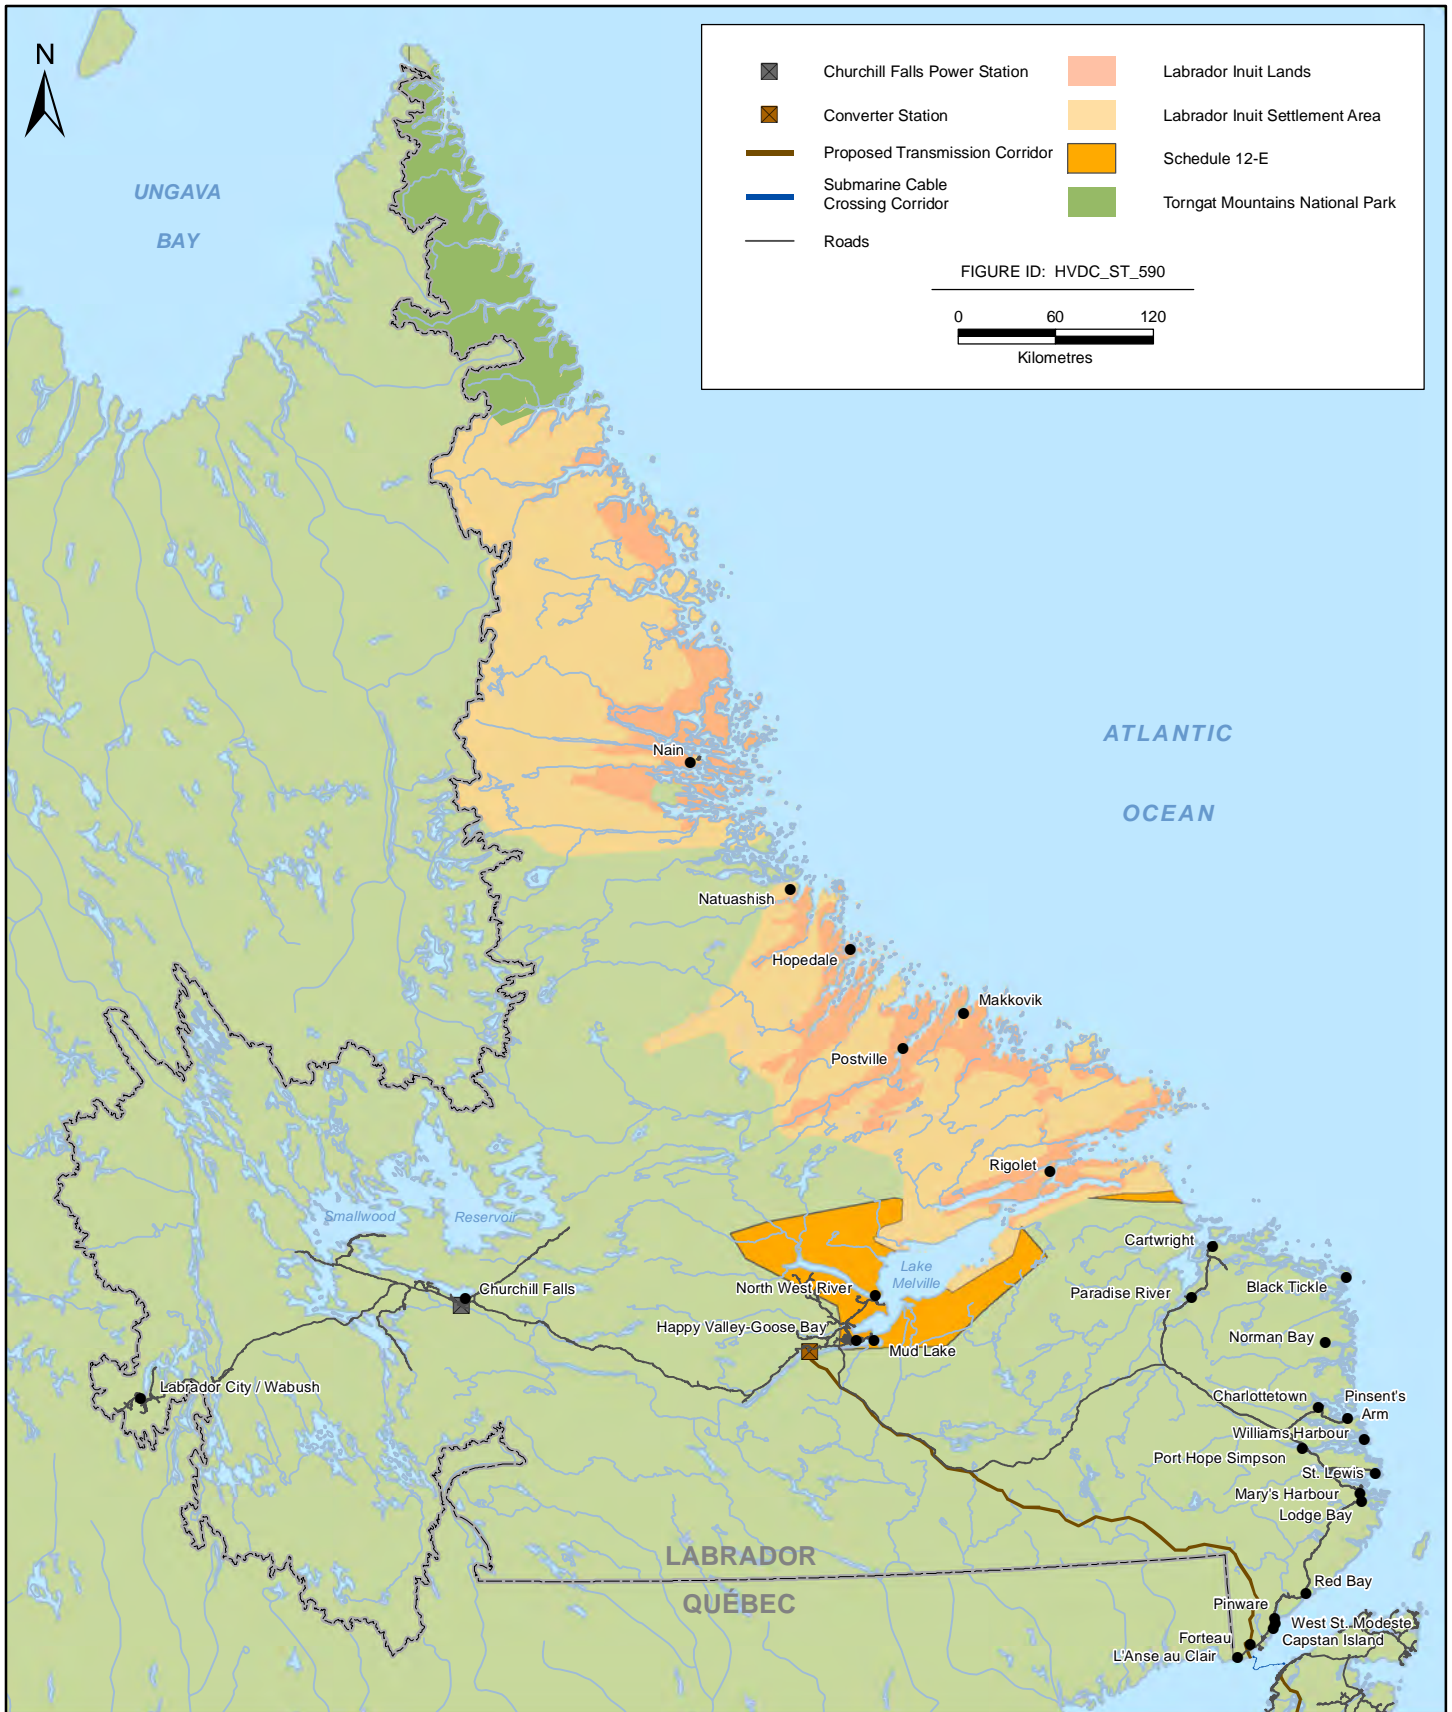 N
UNGAVA
BAY
Churchill Falls Power Station
Converter Station
Proposed Transmission Corridor
Submarine Cable
Crossing Corridor
Roads
Labrador Inuit Lands
Labrador Inuit Settlement Area
Schedule 12-E
Torngat Mountains National Park
FIGURE ID: HVDC_ST_590
0 60 120
Kilometres
ATLANTIC
OCEAN
Nain
Natuashish
Hopedale
Makkovik
Postville
Rigolet
Smallwood Reservoir
Cartwright
Lake
Melville
Churchill Falls
North West River
Paradise River
Black Tickle
Happy Valley-Goose Bay
Mud Lake
Norman Bay
Labrador City / Wabush
Charlottetown
Pinsent's
Arm
Williams Harbour
Port Hope Simpson
St. Lewis
Mary's Harbour
Lodge Bay
LABRADOR
QUÉBEC
Red Bay
Pinware
West St. Modeste
Forteau
Capstan Island
L'Anse au Clair